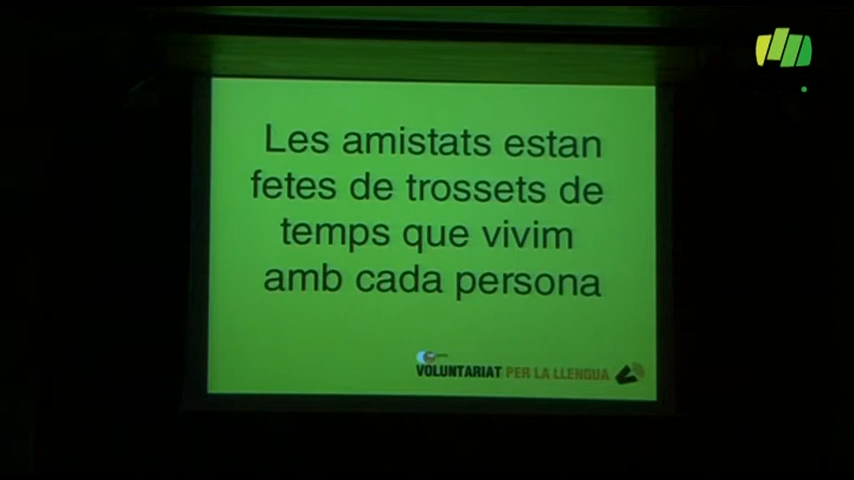 Les amistats estan
fetes de trossets de
temps que vivim
amb cada persona
VOLUNTARIAT PER LA LLENGUA